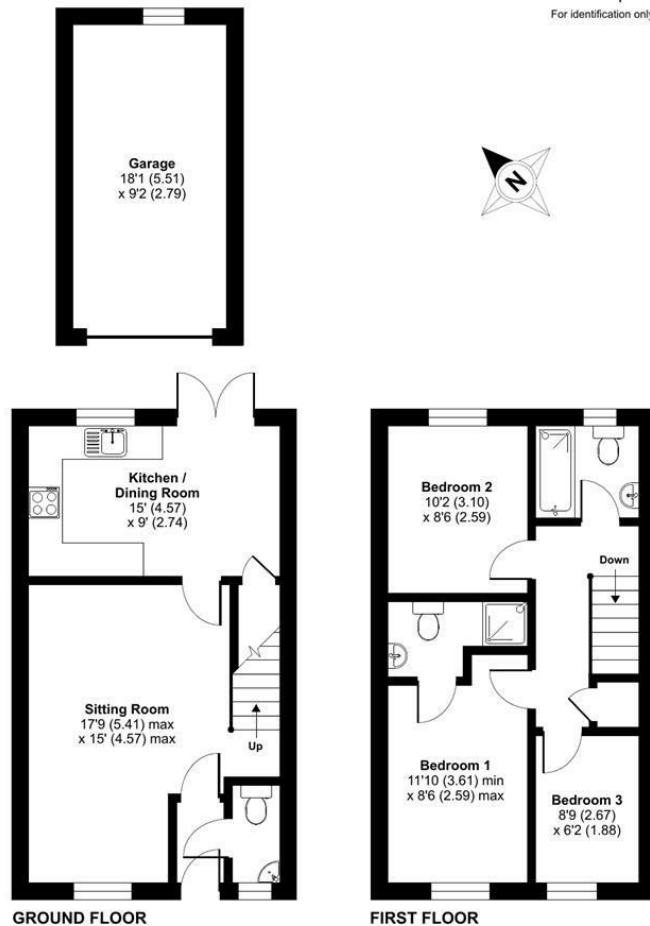 For identification only
Garage
18'1 (5.51)
x 9'2 (2.79)
N
Kitchen /
Dining Room
15' (4.57)
x 9' (2.74)
Sitting Room
17'9 (5.41) max
x 15' (4.57) max
Up
GROUND FLOOR
Bedroom 2
10'2 (3.10)
x 8'6 (2.59)
Down
Bedroom 1
11'10 (3.61) min
x 8'6 (2.59) max
Bedroom 3
8'9 (2.67)
x 6'2 (1.88)
FIRST FLOOR